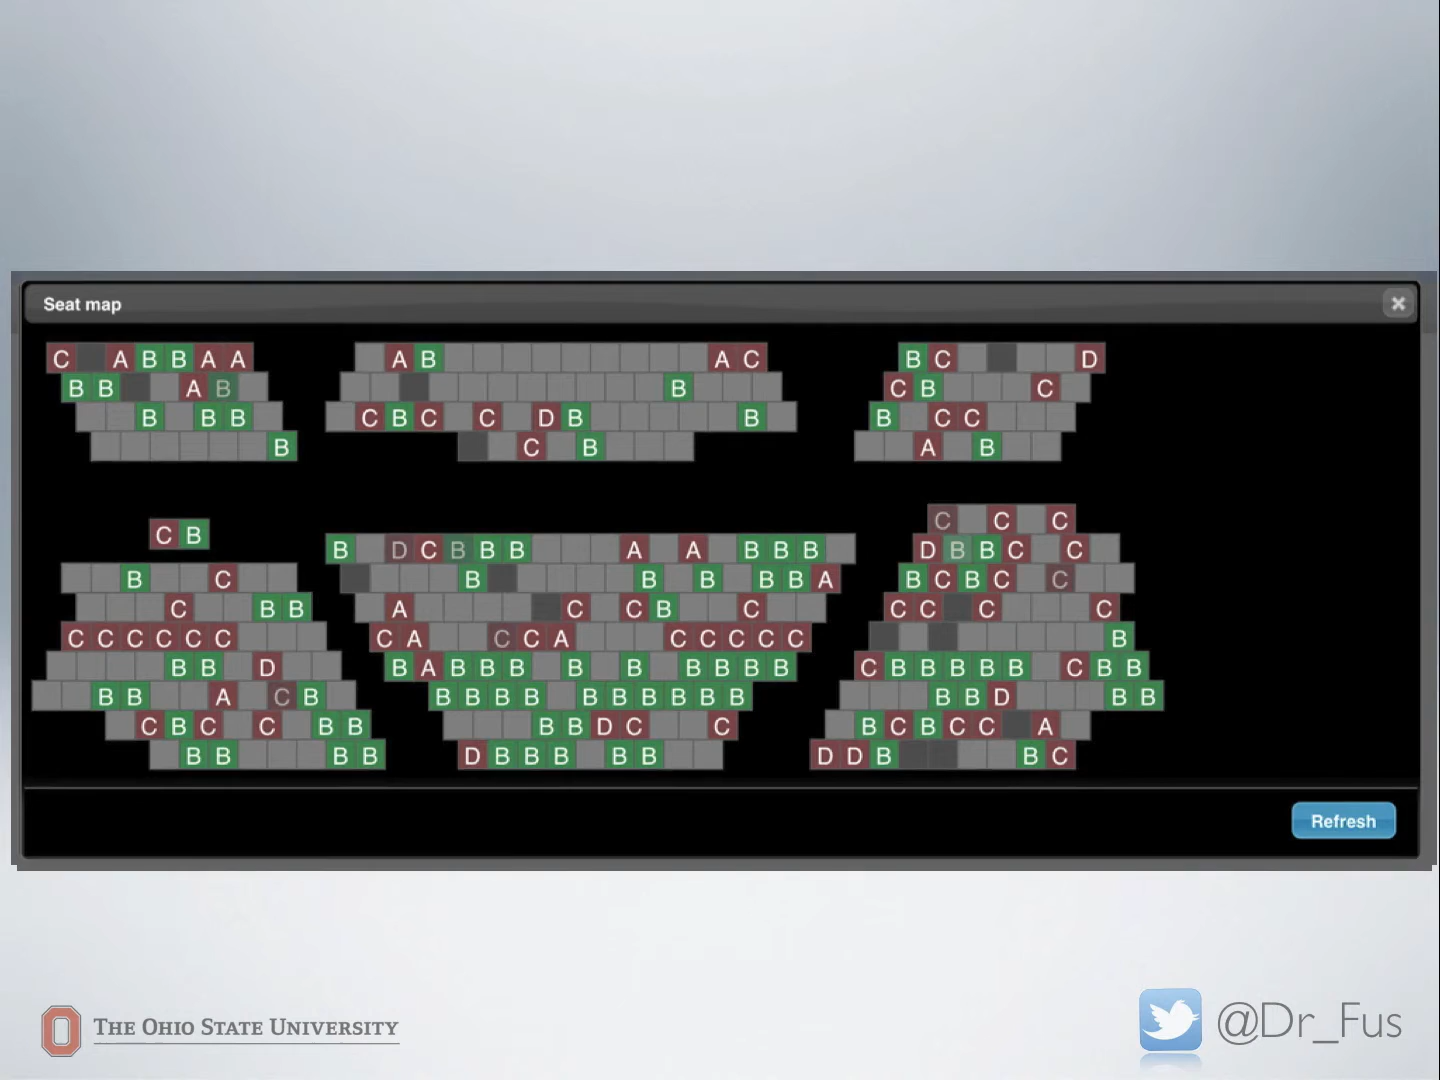 Seat map
C A B B A A
A B
A C
B C
D
B B
A B
B
C B
C
B
B B
C B C
C
D B
B
B
C C
B
C
B
A
B
C
C
C
C B
B
D C B B B
A
A
B B B
D B B C
C
B
C
B
B
B
B B A
B C B C
C
C
B B
A
C
C B
C
C C
C
C
C C C C C C
C A
C C A
C C C C C
B
B B
D
B A B B B
B
B
B B B B
C B B B B B
C B B
B B
A
C B
B B B B
B B B B B B
B B D
B B
C B C
C
B B
B B D C
C
B C B C C
A
B B
B B
D B B B
B B
D D B
B C
Refresh
THE OHIO STATE UNIVERSITY
@Dr_Fus